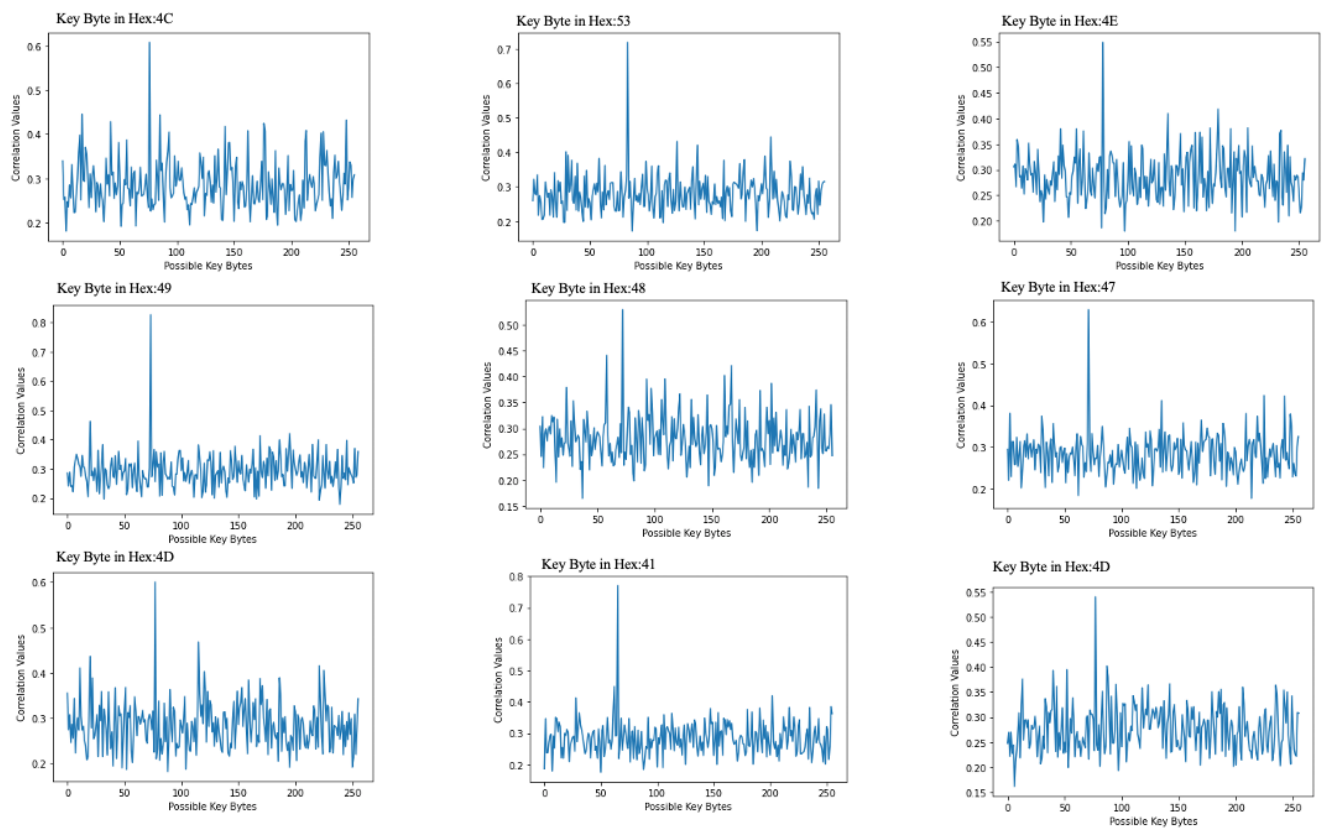 Key Byte in Hex:4C
0.6
0.5
0.4
0.3
0.2
Correlation Values
0 50 100 150 200 250
Possible Key Bytes
Key Byte in Hex:53
0.7
0.6
0.5
0.4
0.3
0.2
Correlation Values
0 50 100 150 200 250
Possible Key Bytes
Key Byte in Hex:4E
0.55
0.50
0.45
0.40
0.35
0.30
0.25
0.20
Correlation Values
0 50 100 150 200 250
Possible Key Bytes
Key Byte in Hex:49
0.8
0.7
0.6
0.5
0.4
0.3
0.2
Correlation Values
0 50 100 150 200 250
Possible Key Bytes
Key Byte in Hex:48
0.50
0.45
0.40
0.35
0.30
0.25
0.20
0.15
Correlation Values
0 50 100 150 200 250
Possible Key Bytes
Key Byte in Hex:47
0.6
0.5
0.4
0.3
0.2
Correlation Values
0 50 100 150 200 250
Possible Key Bytes
Key Byte in Hex:4D
0.6
0.5
0.4
0.3
0.2
Correlation Values
0 50 100 150 200 250
Possible Key Bytes
Key Byte in Hex:41
0.8
0.7
0.6
0.5
0.4
0.3
0.2
Correlation Values
0 50 100 150 200 250
Possible Key Bytes
Key Byte in Hex:4D
0.55
0.50
0.45
0.40
0.35
0.30
0.25
0.20
0.15
Correlation Values
0 50 100 150 200 250
Possible Key Bytes